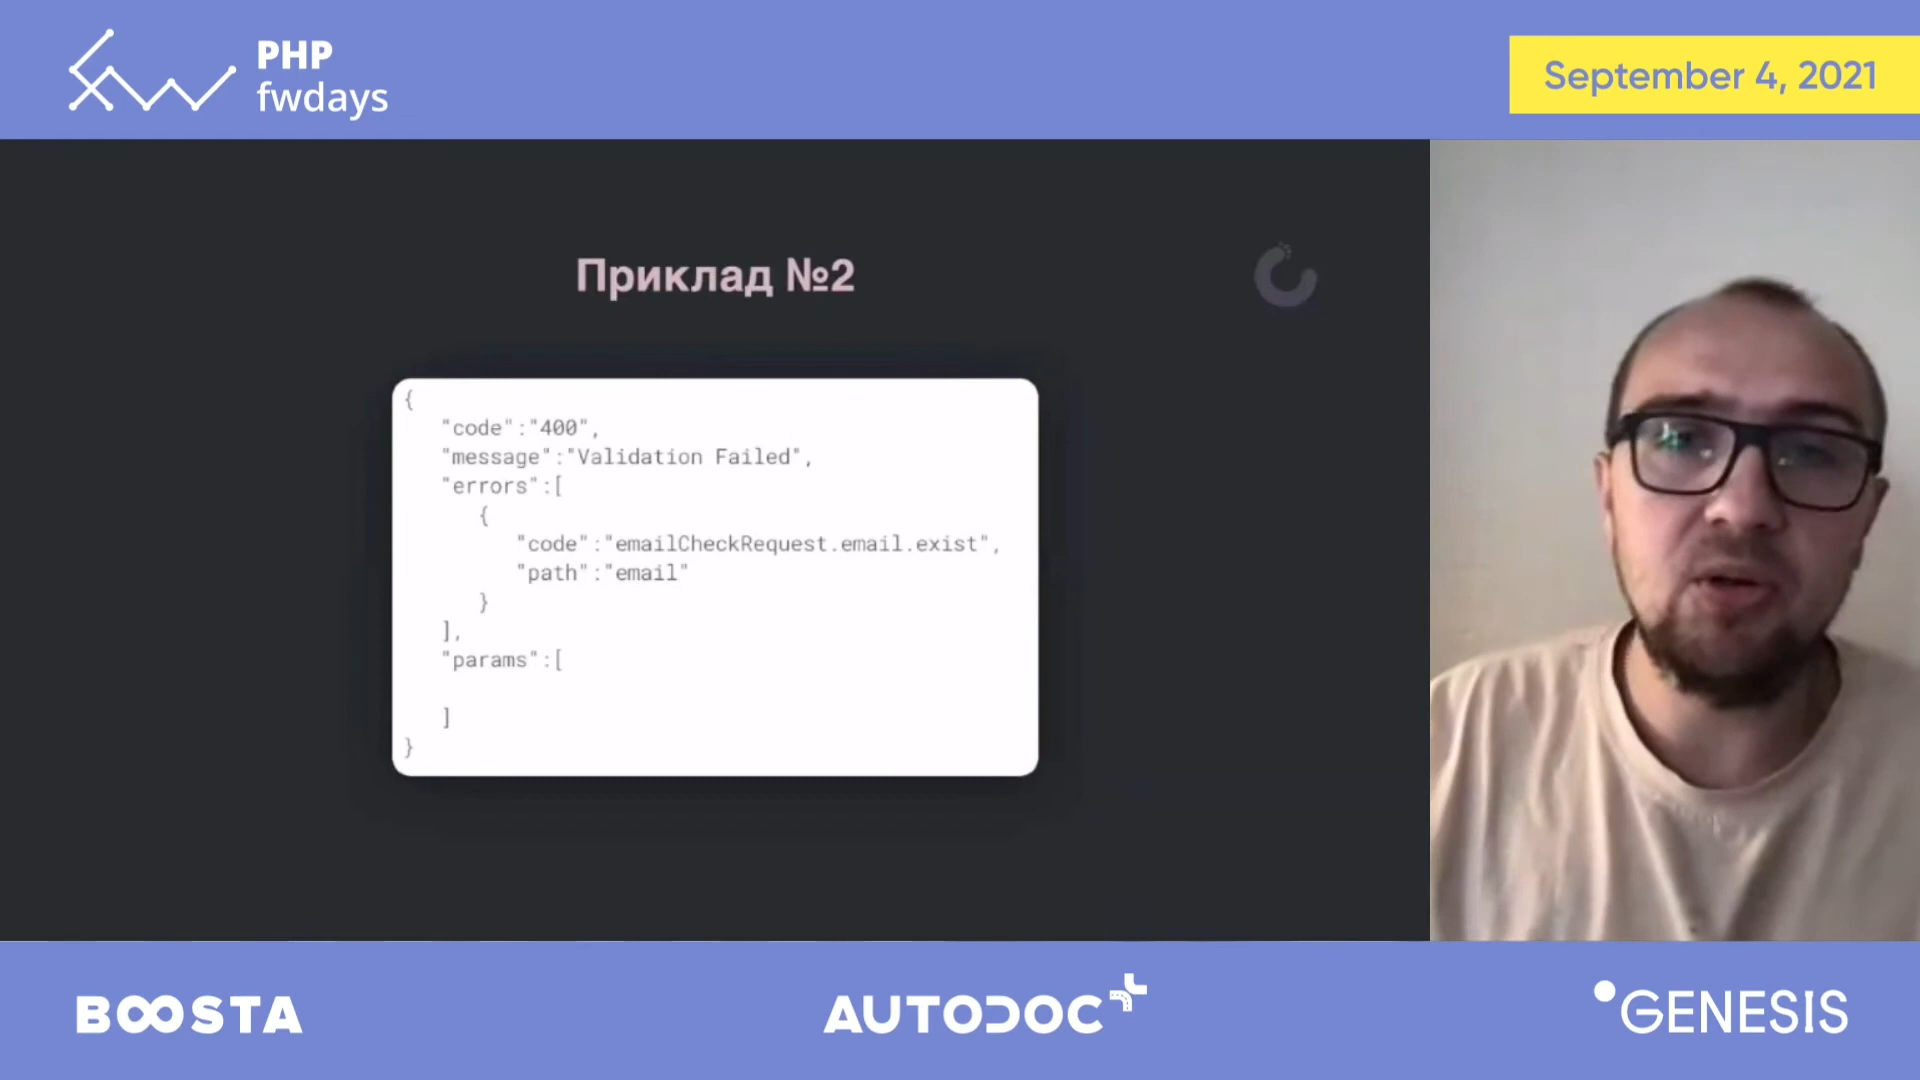 PHP
fwdays
September 4, 2021
Приклад №2
{
"code":"400",
"message":"Validation Failed",
"errors":[
{
"code":"emailCheckRequest.email.exist",
"path":"email"
}
],
"params":[
]
}
BOOSTA
AUTODOC
GENESIS